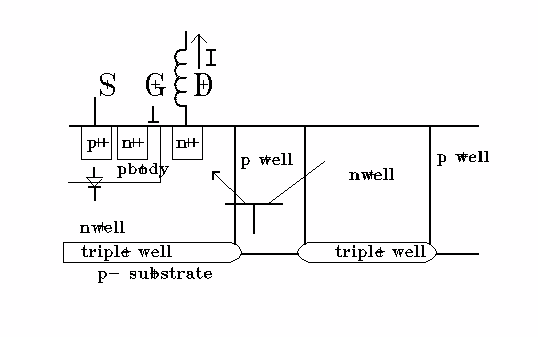 I
S G D
p+ n+ n+
p well
p well
pbody
nwell
nwell
triple well
triple well
p- substrate